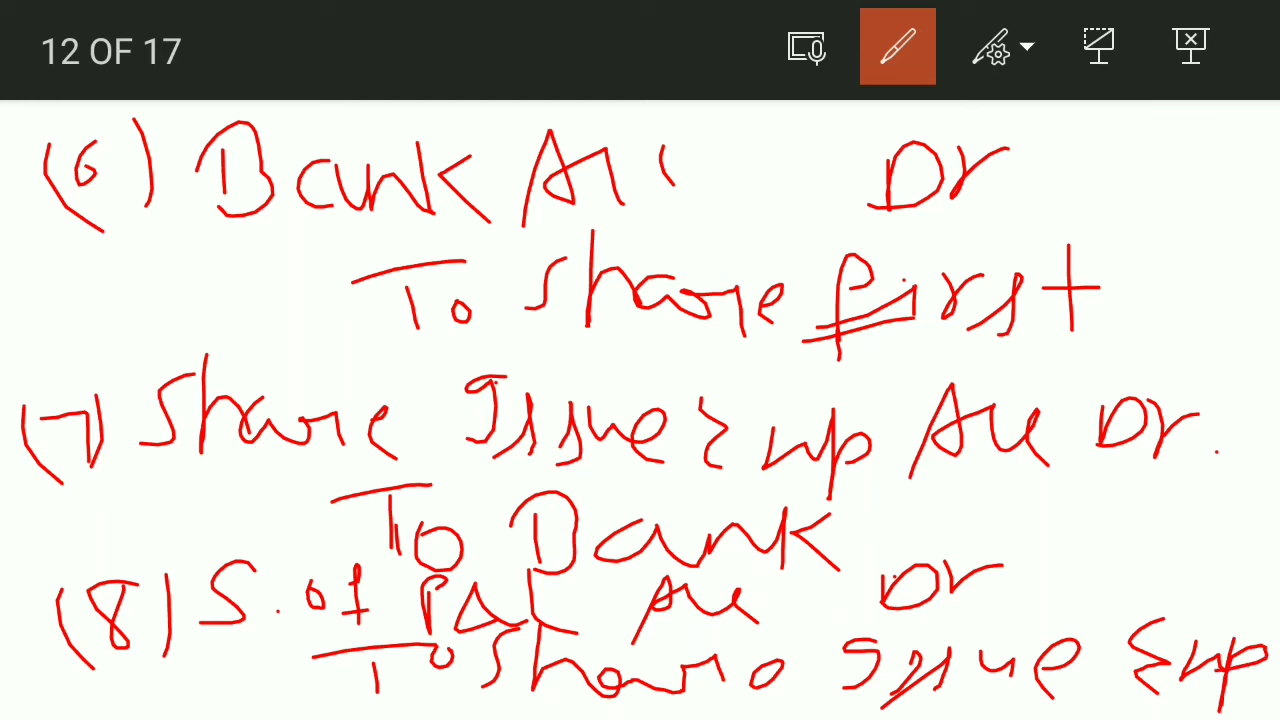 12 OF 17
(6) Bank A/c Dr
To Share First
(7) Share Issue Exp A/c Dr.
To Bank
(8) S. of P&L A/c Dr
To Share Issue Exp